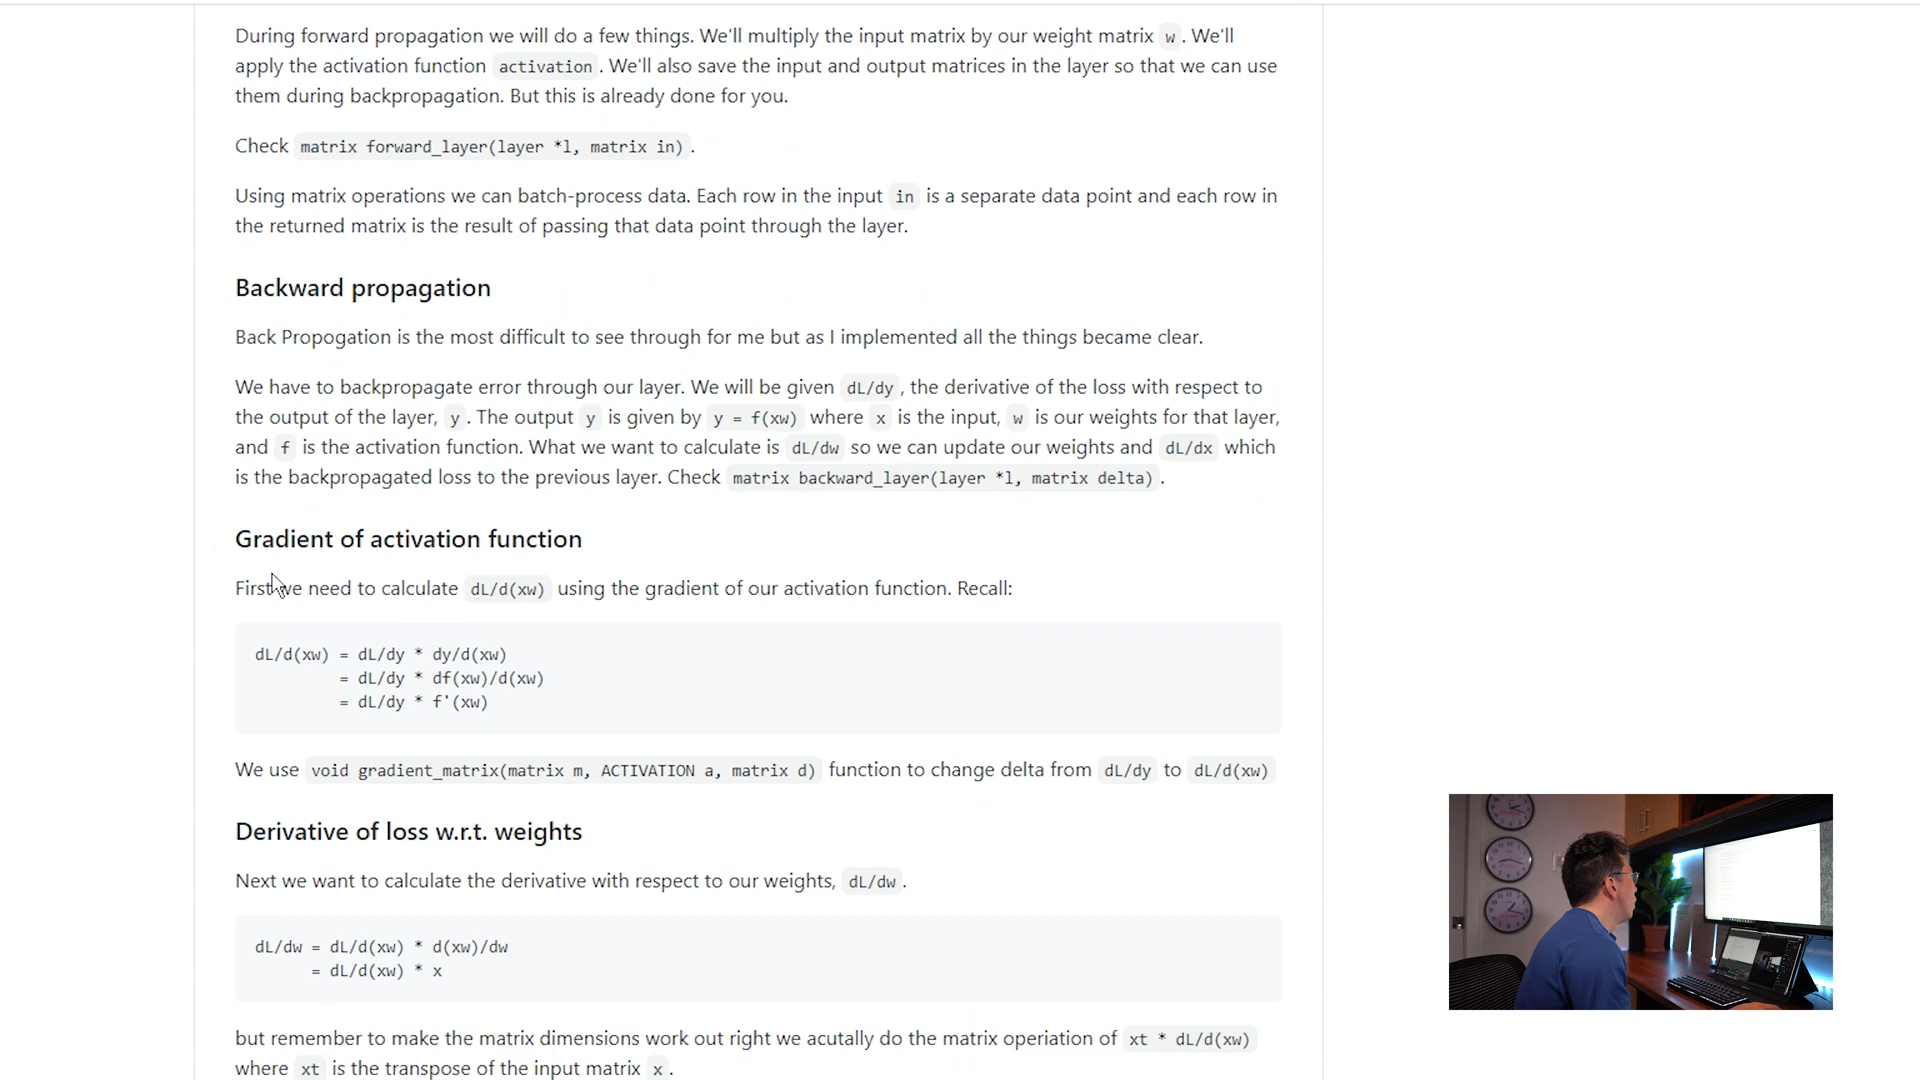 During forward propagation we will do a few things. We'll multiply the input matrix by our weight matrix w . We'll
apply the activation function activation . We'll also save the input and output matrices in the layer so that we can use
them during backpropagation. But this is already done for you.
Check matrix forward_layer(layer *l, matrix in) .
Using matrix operations we can batch-process data. Each row in the input in is a separate data point and each row in
the returned matrix is the result of passing that data point through the layer.
Backward propagation
Back Propogation is the most difficult to see through for me but as I implemented all the things became clear.
We have to backpropagate error through our layer. We will be given dL/dy , the derivative of the loss with respect to
the output of the layer, y . The output y is given by y = f(xw) where x is the input, w is our weights for that layer,
and f is the activation function. What we want to calculate is dL/dw so we can update our weights and dL/dx which
is the backpropagated loss to the previous layer. Check matrix backward_layer(layer *l, matrix delta) .
Gradient of activation function
First we need to calculate dL/d(xw) using the gradient of our activation function. Recall:
dL/d(xw) = dL/dy * dy/d(xw)
= dL/dy * df(xw)/d(xw)
= dL/dy * f'(xw)
We use void gradient_matrix(matrix m, ACTIVATION a, matrix d) function to change delta from dL/dy to dL/d(xw)
Derivative of loss w.r.t. weights
Next we want to calculate the derivative with respect to our weights, dL/dw .
dL/dw = dL/d(xw) * d(xw)/dw
= dL/d(xw) * x
but remember to make the matrix dimensions work out right we acutally do the matrix operiation of xt * dL/d(xw)
where xt is the transpose of the input matrix x .